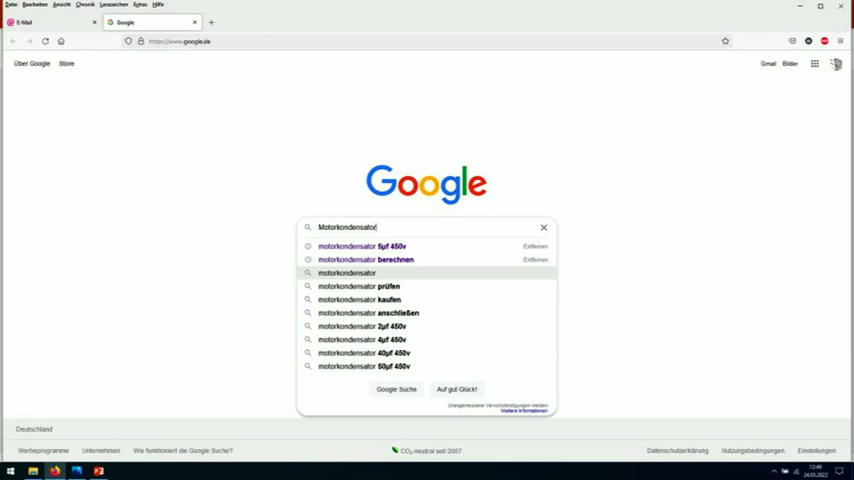 Datei Bearbeiten Ansicht Chronik Lesezeichen Extras Hilfe
E-Mail
Google
https://www.google.de
Über Google Store
Gmail Bilder
Google
Motorkondensator
motorkondensator 5µf 450v Entfernen
motorkondensator berechnen Entfernen
motorkondensator
motorkondensator prüfen
motorkondensator kaufen
motorkondensator anschließen
motorkondensator 2µf 450v
motorkondensator 4µf 450v
motorkondensator 40µf 450v
motorkondensator 50µf 450v
Google Suche Auf gut Glück!
Unangemessene Vervollständigungen melden
Weitere Informationen
Deutschland
Werbeprogramme Unternehmen Wie funktioniert die Google Suche? CO₂-neutral seit 2007 Datenschutzerklärung Nutzungsbedingungen Einstellungen
12:49
24.05.2022